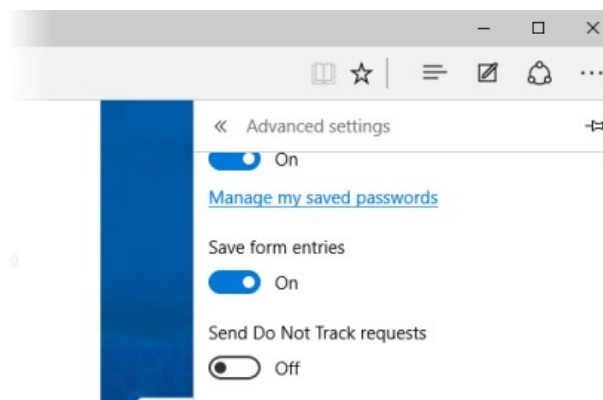 Advanced settings
On
Manage my saved passwords
Save form entries
On
Send Do Not Track requests
Off